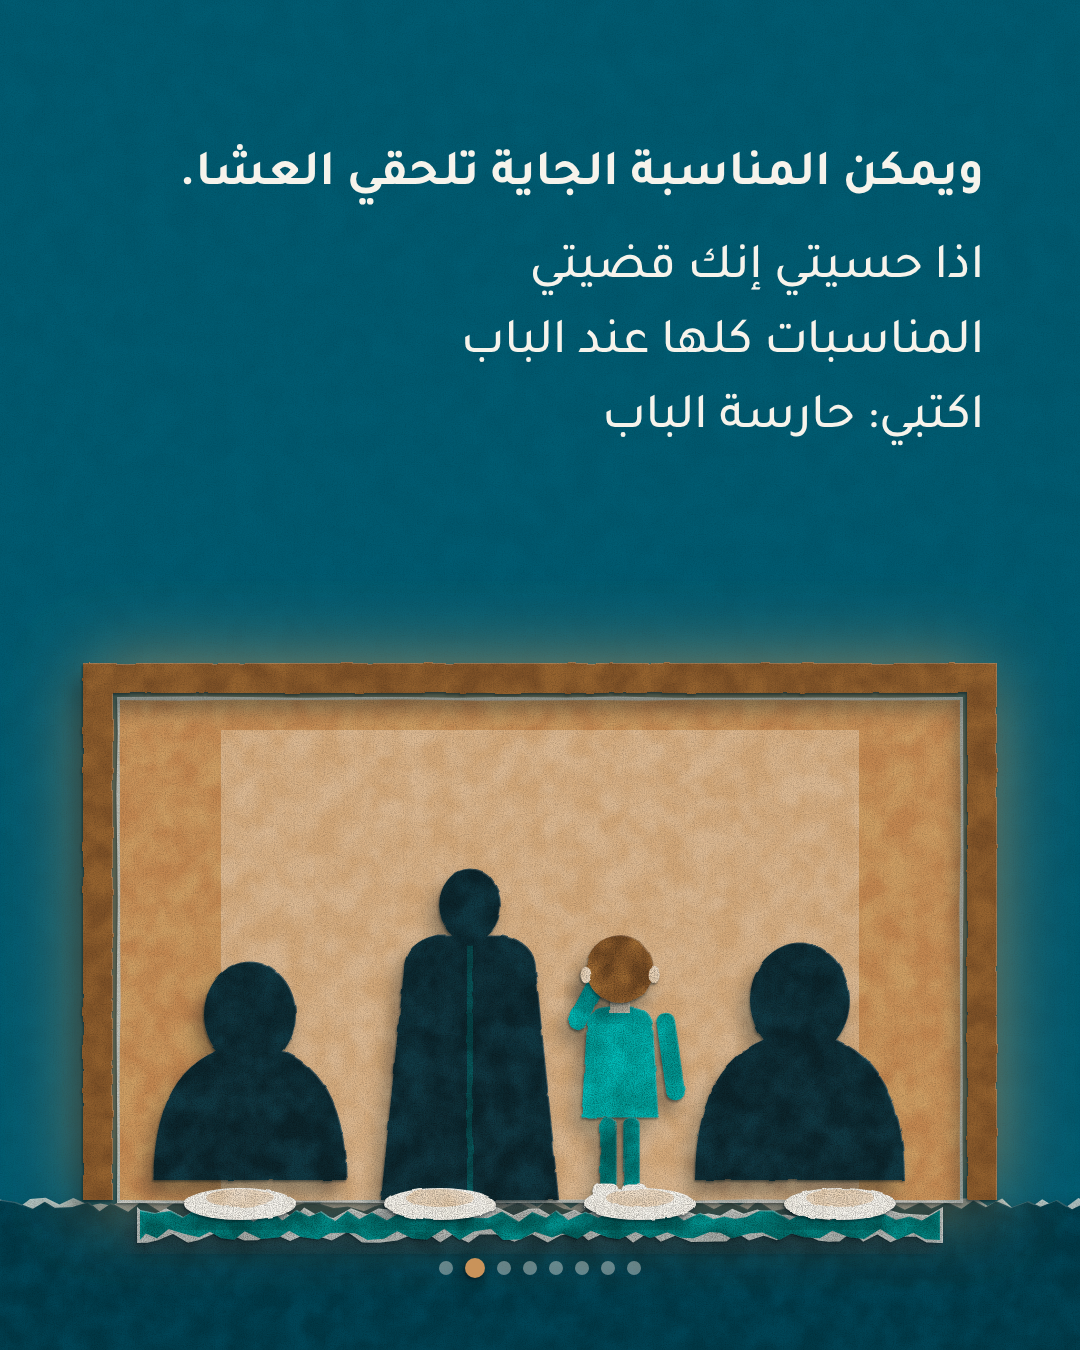 ويمكن المناسبة الجاية تلحقي العشا.
اذا حسيتي إنك قضيتي
المناسبات كلها عند الباب
اكتبي: حارسة الباب